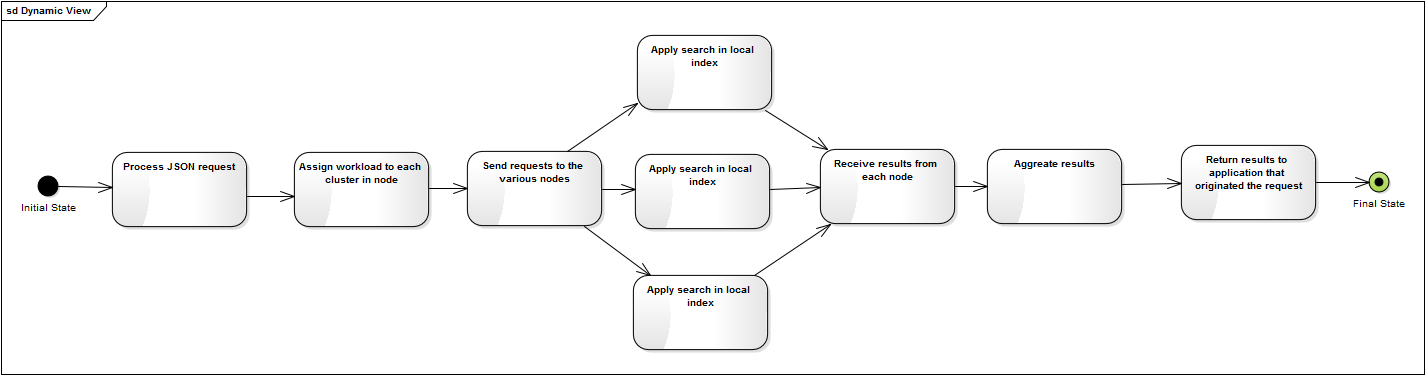 sd Dynamic View
Apply search in local
index
Process JSON request
Assign workload to each
cluster in node
Send requests to the
various nodes
Apply search in local
index
Receive results from
each node
Aggreate results
Return results to
application that
originated the request
Initial State
Final State
Apply search in local
index